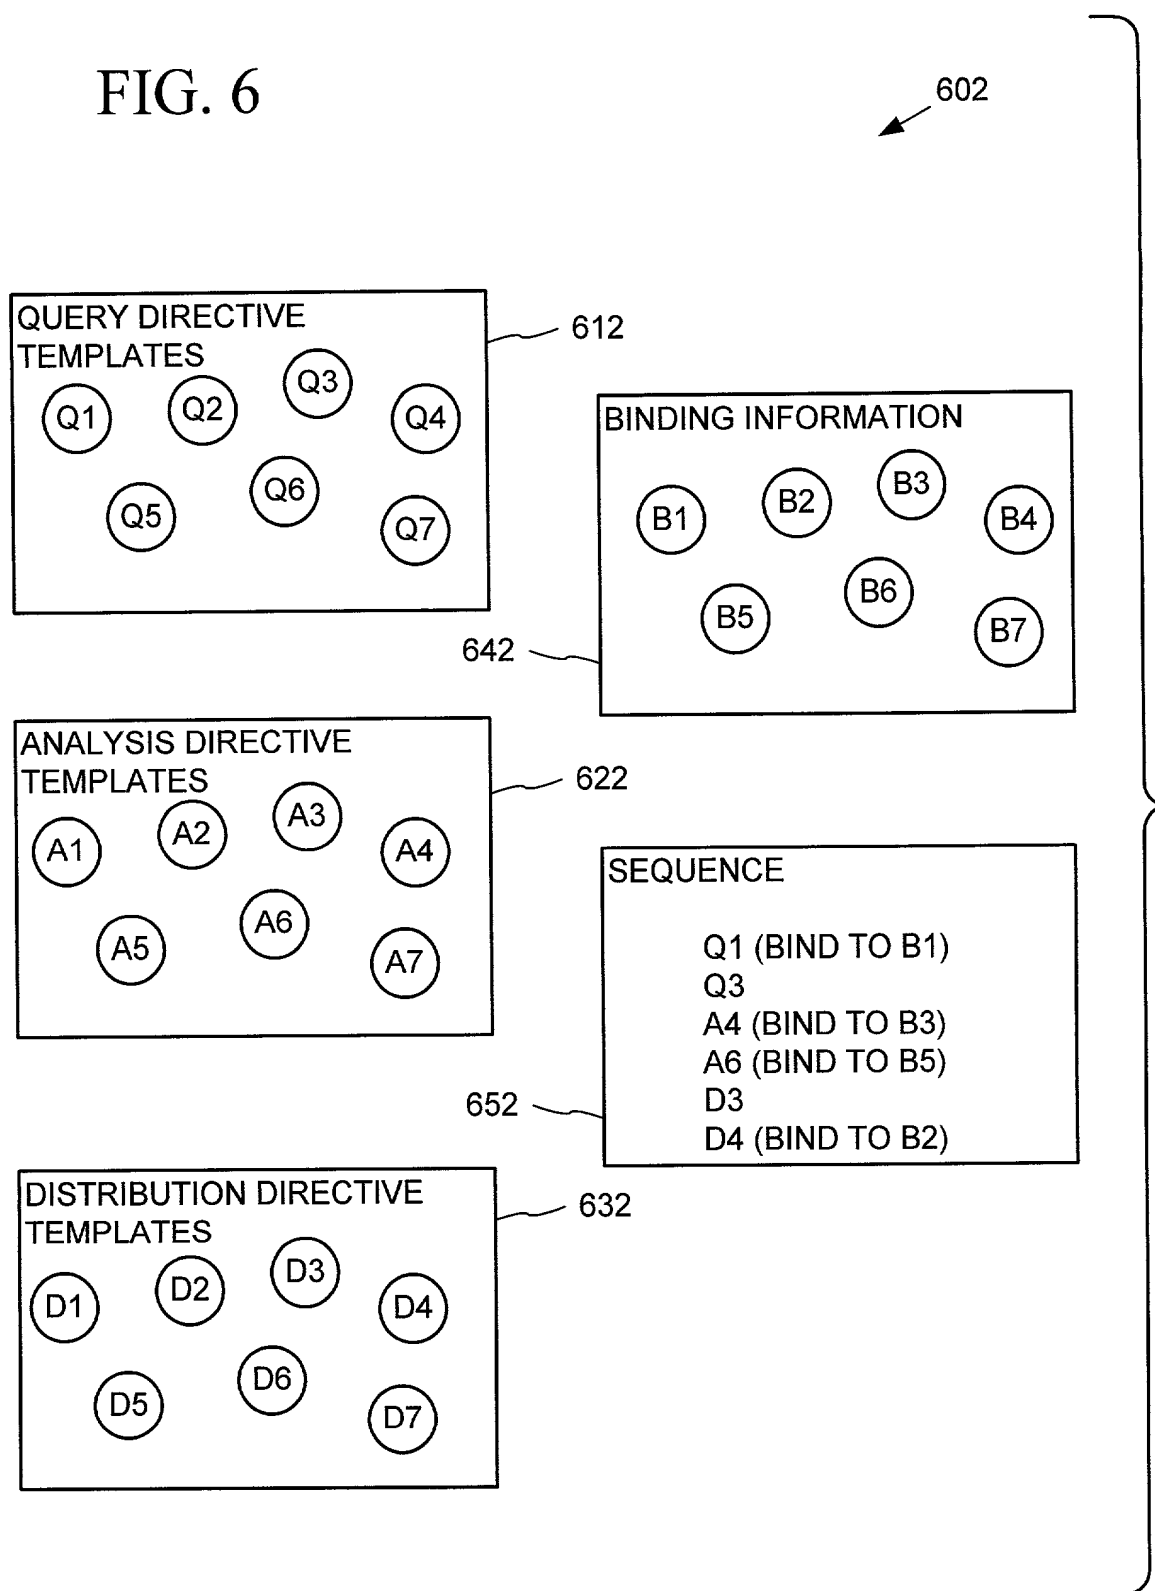 FIG. 6
602
QUERY DIRECTIVE
TEMPLATES
612
Q1
Q2
Q3
Q4
Q5
Q6
Q7
BINDING INFORMATION
B1
B2
B3
B4
B5
B6
B7
642
ANALYSIS DIRECTIVE
TEMPLATES
622
A1
A2
A3
A4
A5
A6
A7
SEQUENCE
Q1 (BIND TO B1)
Q3
A4 (BIND TO B3)
A6 (BIND TO B5)
D3
D4 (BIND TO B2)
652
DISTRIBUTION DIRECTIVE
TEMPLATES
632
D1
D2
D3
D4
D5
D6
D7